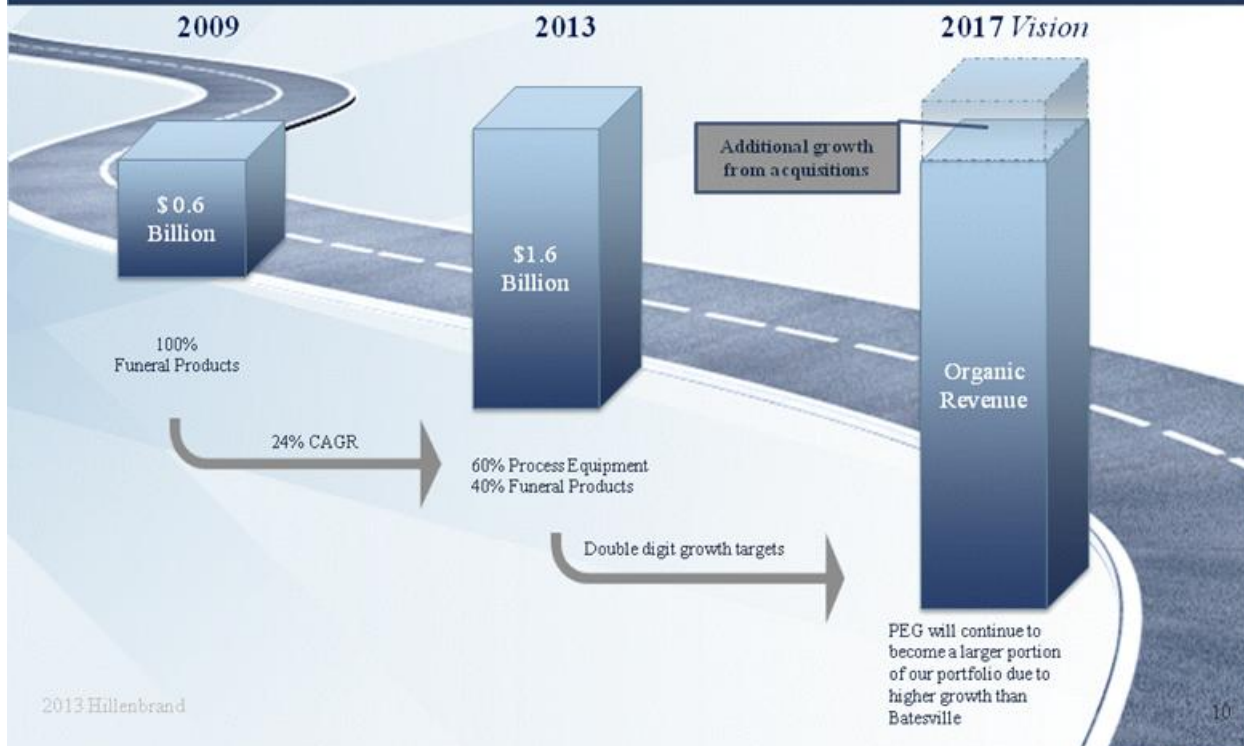 2009
2013
2017 Vision
Additional growth
from acquisitions
$ 0.6
Billion
$1.6
Billion
Organic
Revenue
100%
Funeral Products
24% CAGR
60% Process Equipment
40% Funeral Products
Double digit growth targets
PEG will continue to
become a larger portion
of our portfolio due to
higher growth than
Batesville
2013 Hillenbrand
10